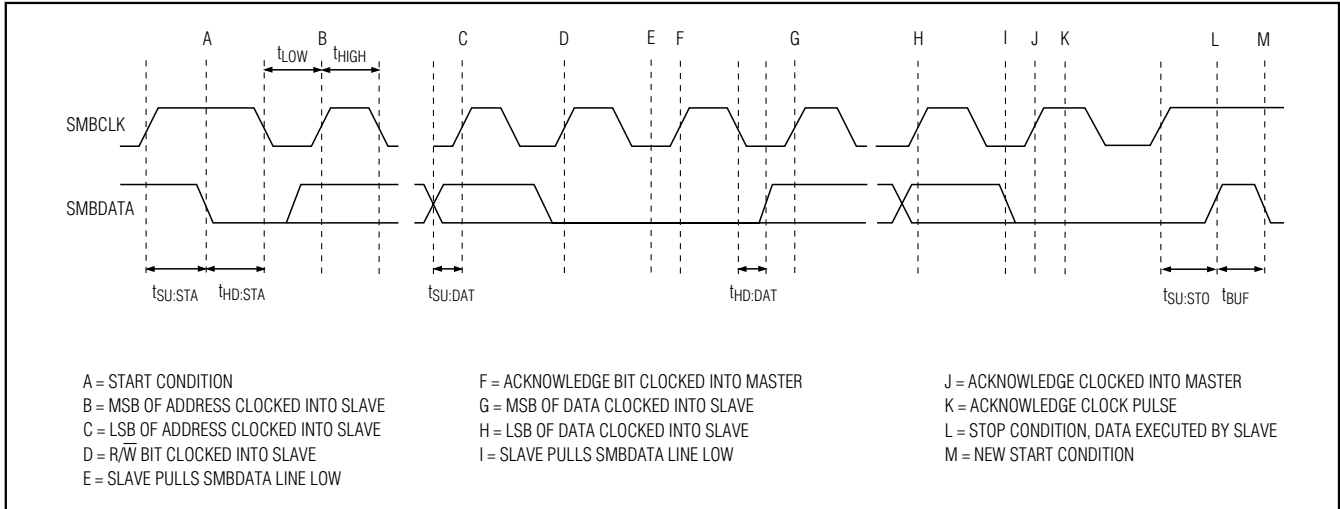 A B C D E F G H I J K L M
tLOW tHIGH
SMBCLK
SMBDATA
tSU:STA tHD:STA tSU:DAT tHD:DAT tSU:STO tBUF
A = START CONDITION
B = MSB OF ADDRESS CLOCKED INTO SLAVE
C = LSB OF ADDRESS CLOCKED INTO SLAVE
D = R/W̅ BIT CLOCKED INTO SLAVE
E = SLAVE PULLS SMBDATA LINE LOW
F = ACKNOWLEDGE BIT CLOCKED INTO MASTER
G = MSB OF DATA CLOCKED INTO SLAVE
H = LSB OF DATA CLOCKED INTO SLAVE
I = SLAVE PULLS SMBDATA LINE LOW
J = ACKNOWLEDGE CLOCKED INTO MASTER
K = ACKNOWLEDGE CLOCK PULSE
L = STOP CONDITION, DATA EXECUTED BY SLAVE
M = NEW START CONDITION